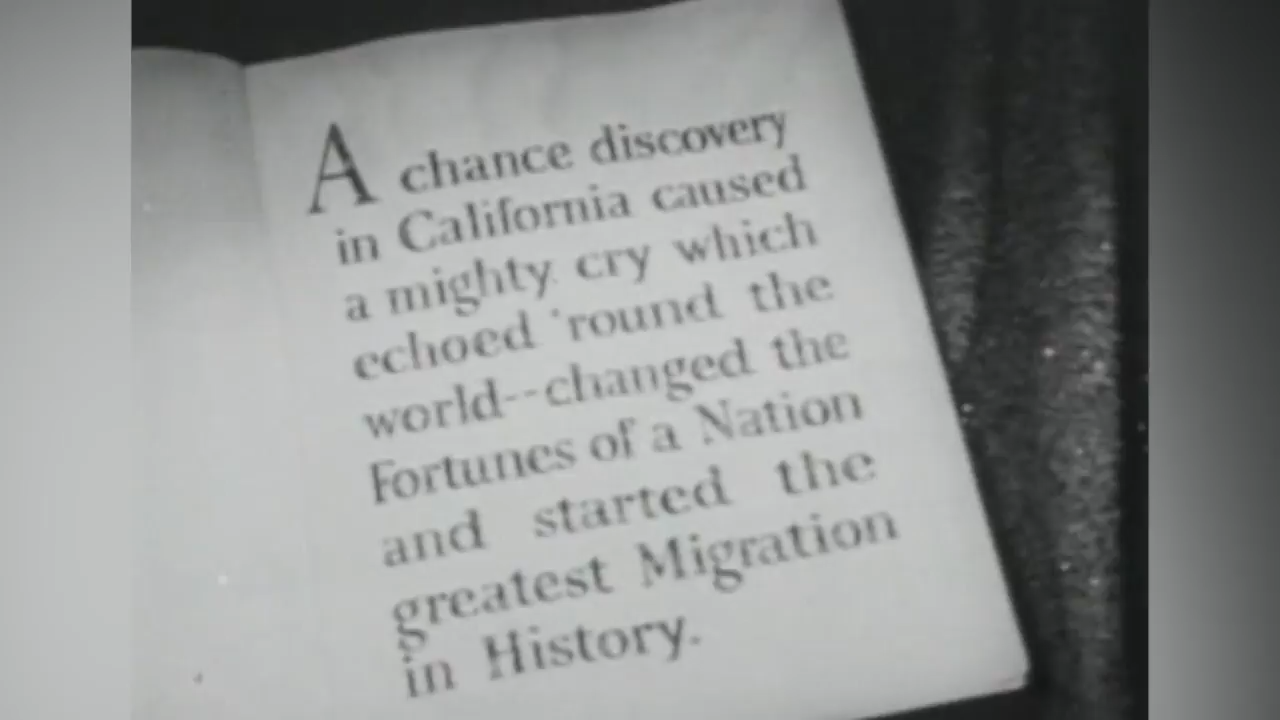 A chance discovery
in California caused
a mighty cry which
echoed 'round the
world--changed the
Fortunes of a Nation
and started the
greatest Migration
in History.